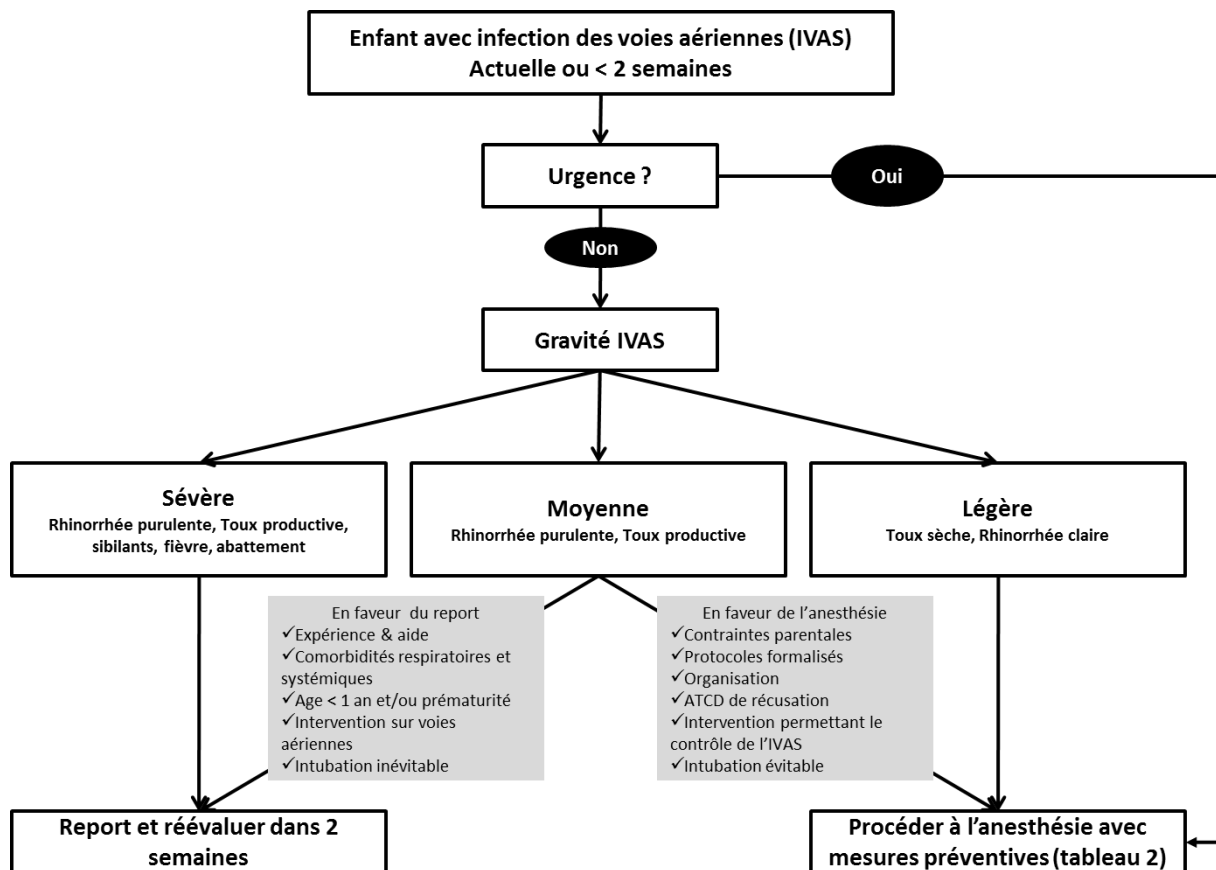 Enfant avec infection des voies aériennes (IVAS)
Actuelle ou < 2 semaines
Urgence ?
Oui
Non
Gravité IVAS
Sévère
Rhinorrhée purulente, Toux productive,
sibilants, fièvre, abattement
Moyenne
Rhinorrhée purulente, Toux productive
Légère
Toux sèche, Rhinorrhée claire
En faveur du report
✓Expérience & aide
✓Comorbidités respiratoires et
systémiques
✓Age < 1 an et/ou prématurité
✓Intervention sur voies
aériennes
✓Intubation inévitable
En faveur de l’anesthésie
✓Contraintes parentales
✓Protocoles formalisés
✓Organisation
✓ATCD de récusation
✓Intervention permettant le
contrôle de l’IVAS
✓Intubation évitable
Report et réévaluer dans 2
semaines
Procéder à l’anesthésie avec
mesures préventives (tableau 2)